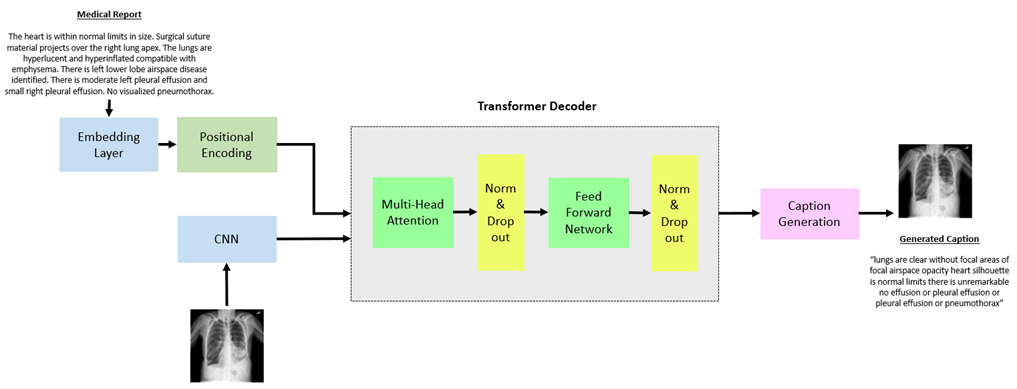 Medical Report
The heart is within normal limits in size. Surgical suture
material projects over the right lung apex. The lungs are
hyperlucent and hyperinflated compatible with
emphysema. There is left lower lobe airspace disease
identified. There is moderate left pleural effusion and
small right pleural effusion. No visualized pneumothorax.
Embedding
Layer
Positional
Encoding
CNN
Transformer Decoder
Multi-Head
Attention
Norm
&
Drop
out
Feed
Forward
Network
Norm
&
Drop
out
Caption
Generation
Generated Caption
“lungs are clear without focal areas of
focal airspace opacity heart silhouette
is normal limits there is unremarkable
no effusion or pleural effusion or
pleural effusion or pneumothorax”